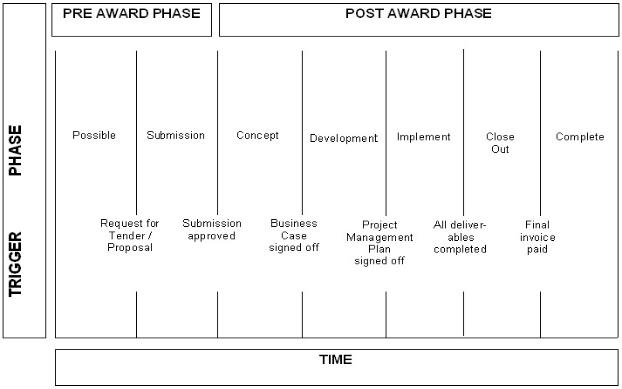 PRE AWARD PHASE
POST AWARD PHASE
PHASE
Possible
Submission
Concept
Development
Implement
Close
Out
Complete
TRIGGER
Request for
Tender /
Proposal
Submission
approved
Business
Case
signed off
Project
Management
Plan
signed off
All deliver-
ables
completed
Final
invoice
paid
TIME